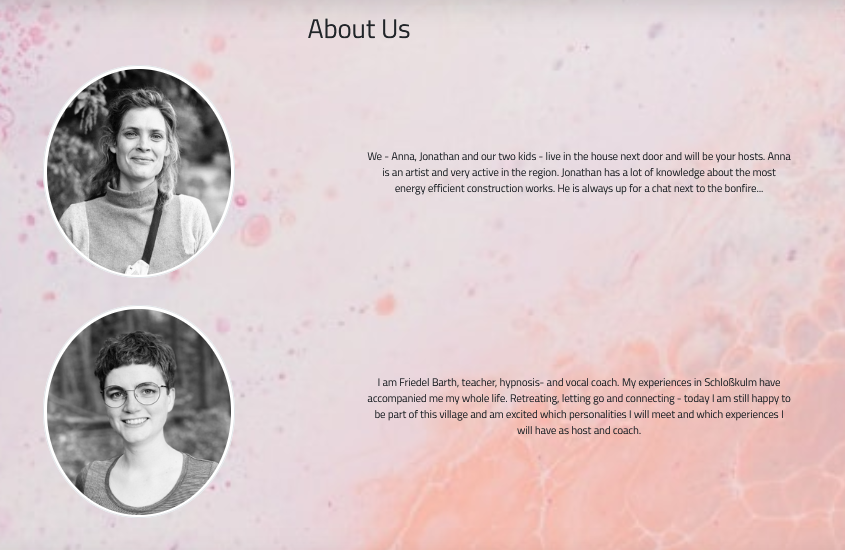 About Us
We - Anna, Jonathan and our two kids - live in the house next door and will be your hosts. Anna
is an artist and very active in the region. Jonathan has a lot of knowledge about the most
energy efficient construction works. He is always up for a chat next to the bonfire...
I am Friedel Barth, teacher, hypnosis- and vocal coach. My experiences in Schloßkulm have
accompanied me my whole life. Retreating, letting go and connecting - today I am still happy to
be part of this village and am excited which personalities I will meet and which experiences I
will have as host and coach.